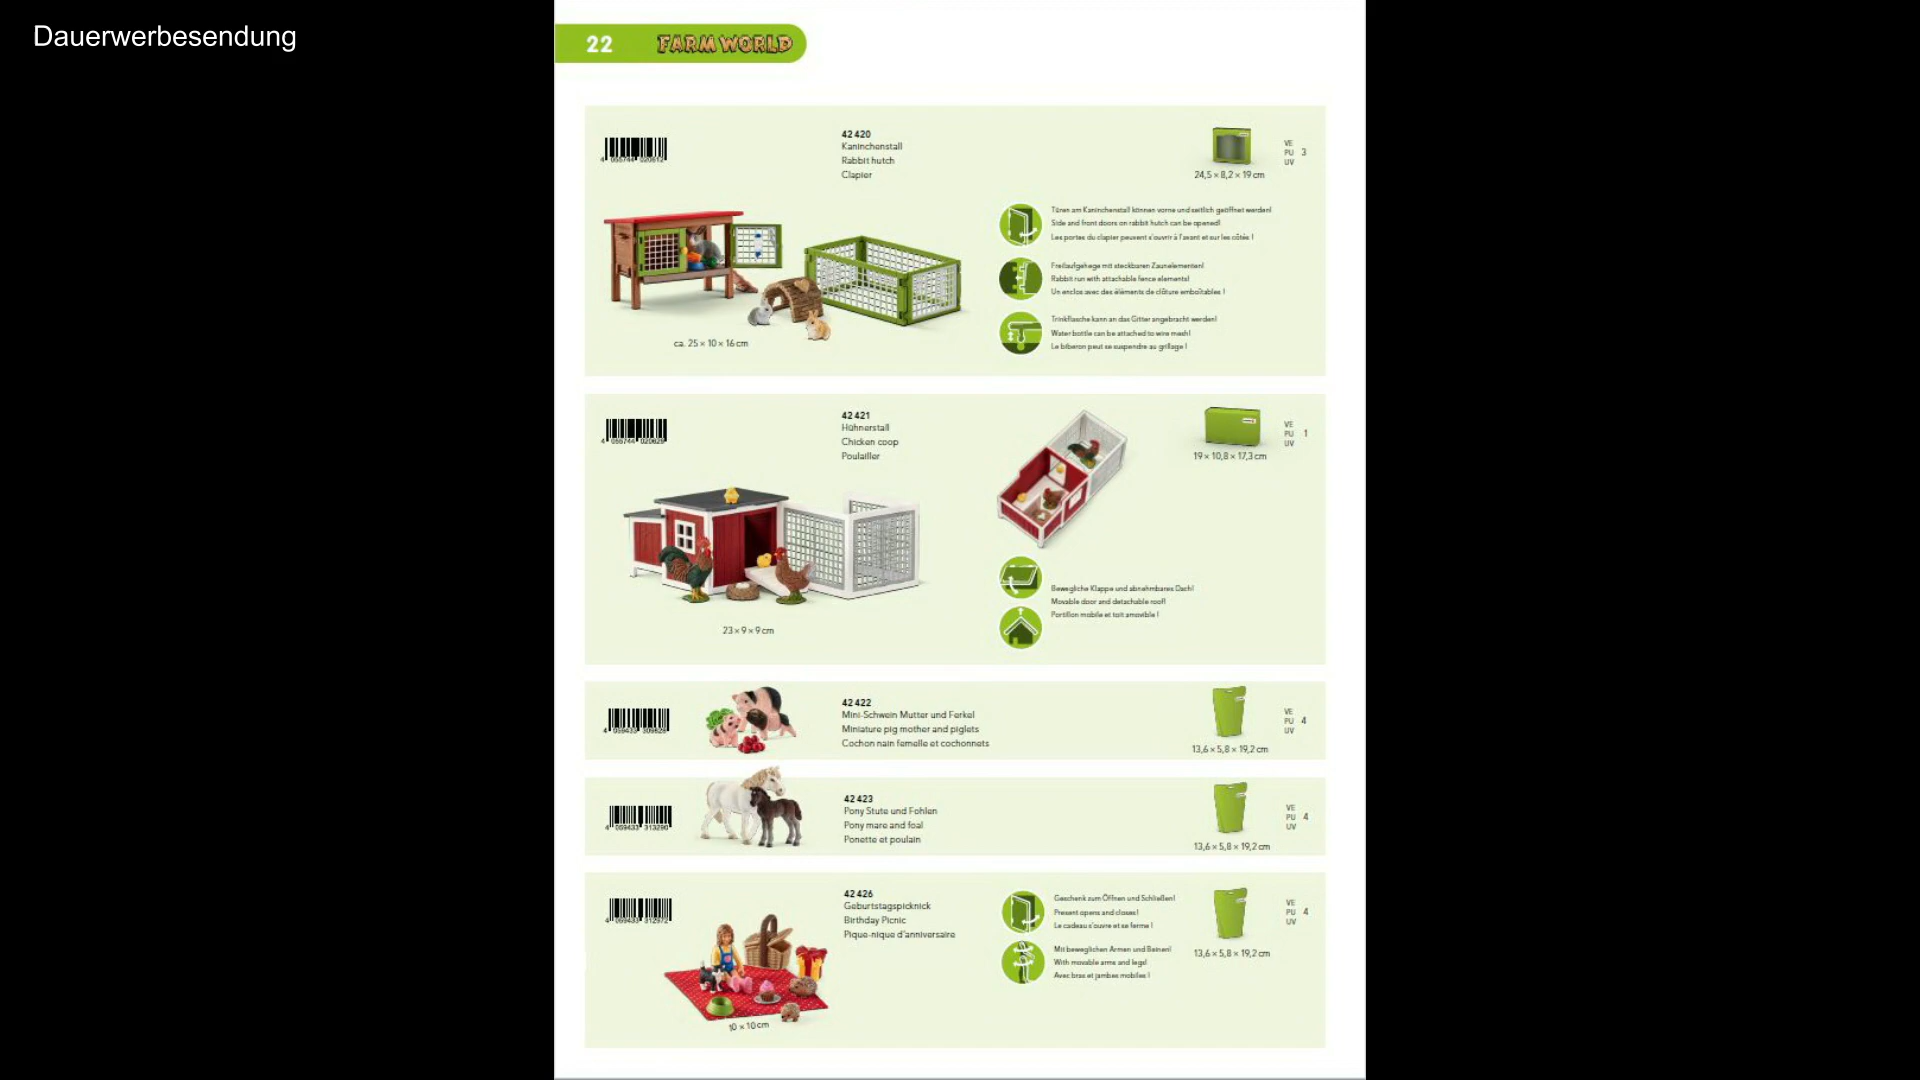 Dauerwerbesendung
22 FARM WORLD
42 420
Kaninchenstall
Rabbit hutch
Clapier
VE
PU 3
UV
24,5 × 8,2 × 19 cm
Türen am Kaninchenstall können vorne und seitlich geöffnet werden!
Side and front doors on rabbit hutch can be opened!
Les portes du clapier peuvent s'ouvrir à l'avant et sur les côtés !
Freilaufgehege mit steckbaren Zaunelementen!
Rabbit run with attachable fence elements!
Un enclos avec des éléments de clôture emboîtables !
Trinkflasche kann an das Gitter angebracht werden!
Water bottle can be attached to wire mesh!
Le biberon peut se suspendre au grillage !
ca. 25 × 10 × 16 cm
42 421
Hühnerstall
Chicken coop
Poulailler
VE
PU 1
UV
19 × 10,8 × 17,3 cm
Bewegliche Klappe und abnehmbares Dach!
Movable door and detachable roof!
Portillon mobile et toit amovible !
23 × 9 × 9 cm
42 422
Mini-Schwein Mutter und Ferkel
Miniature pig mother and piglets
Cochon nain femelle et cochonnets
VE
PU 4
UV
13,6 × 5,8 × 19,2 cm
42 423
Pony Stute und Fohlen
Pony mare and foal
Ponette et poulain
VE
PU 4
UV
13,6 × 5,8 × 19,2 cm
42 426
Geburtstagspicknick
Birthday Picnic
Pique-nique d'anniversaire
Geschenk zum Öffnen und Schließen!
Present opens and closes!
Le cadeau s'ouvre et se ferme !
Mit beweglichen Armen und Beinen!
With movable arms and legs!
Avec bras et jambes mobiles !
VE
PU 4
UV
13,6 × 5,8 × 19,2 cm
10 × 10 cm